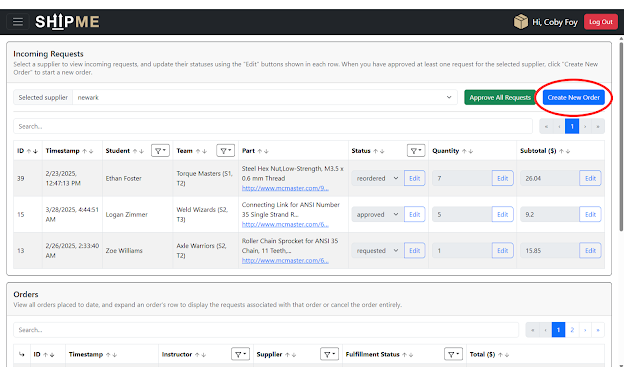 SHIPME
Hi, Coby Foy
Log Out
Incoming Requests
Select a supplier to view incoming requests, and update their statuses using the "Edit" buttons shown in each row. When you have approved at least one request for the selected supplier, click "Create New
Order" to start a new order.
Selected supplier newark
Approve All Requests Create New Order
Search...
« ‹ 1 › »
ID ↑↓ Timestamp ↑↓ Student ↑↓ Team ↑↓ Part ↑↓ Status ↑↓ Quantity ↑↓ Subtotal ($) ↑↓
39 2/23/2025, 12:47:13 PM Ethan Foster Torque Masters (S1, T2) Steel Hex Nut,Low-Strength, M3.5 x 0.6 mm Thread http://www.mcmaster.com/9... reordered Edit 7 Edit 26.04 Edit
15 3/28/2025, 4:44:51 AM Logan Zimmer Weld Wizards (S2, T2) Connecting Link for ANSI Number 35 Single Strand R... http://www.mcmaster.com/6... approved Edit 5 Edit 9.2 Edit
13 2/26/2025, 2:33:40 AM Zoe Williams Axle Warriors (S2, T2) Roller Chain Sprocket for ANSI 35 Chain, 11 Teeth,... http://www.mcmaster.com/6... requested Edit 1 Edit 15.85 Edit
Orders
View all orders placed to date, and expand an order's row to display the requests associated with that order or cancel the order entirely.
Search...
« ‹ 1 2 › »
↳ ID ↑↓ Timestamp ↑↓ Instructor ↑↓ Supplier ↑↓ Fulfillment Status ↑↓ Total ($) ↑↓